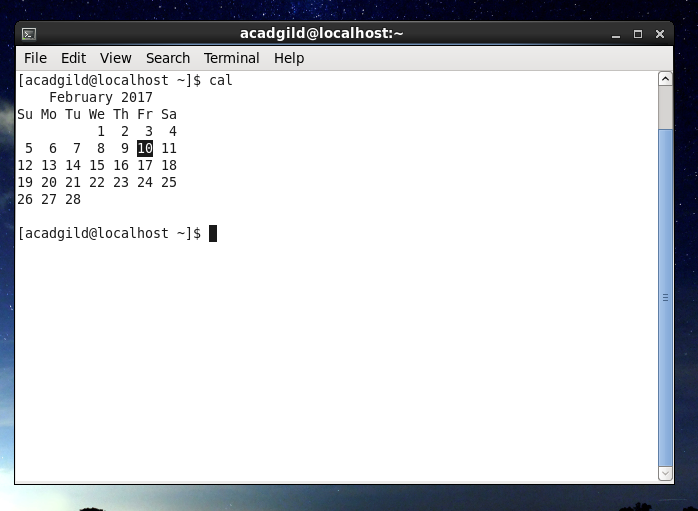 acadgild@localhost:~
File Edit View Search Terminal Help
[acadgild@localhost ~]$ cal
    February 2017
Su Mo Tu We Th Fr Sa
          1  2  3  4
 5  6  7  8  9 10 11
12 13 14 15 16 17 18
19 20 21 22 23 24 25
26 27 28
[acadgild@localhost ~]$